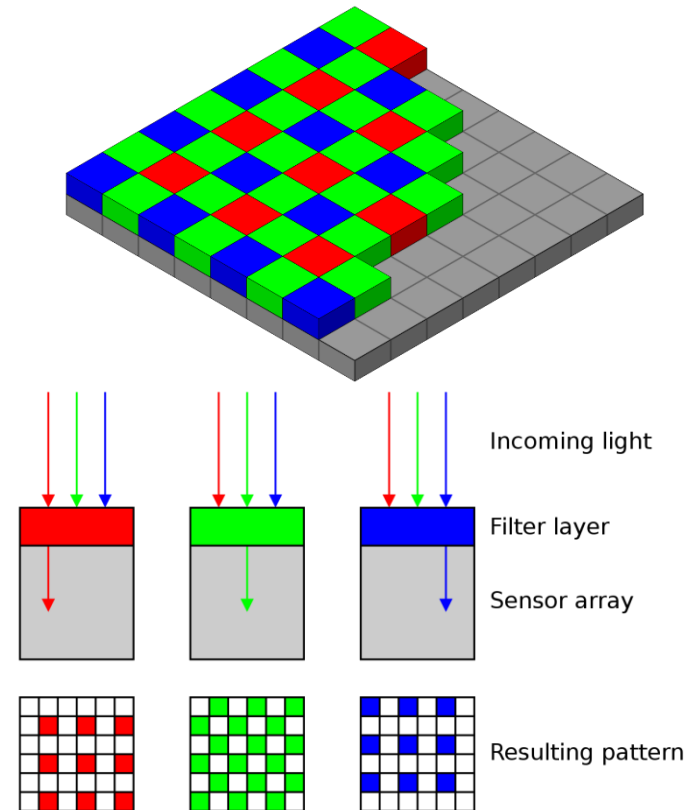 Incoming light
Filter layer
Sensor array
Resulting pattern